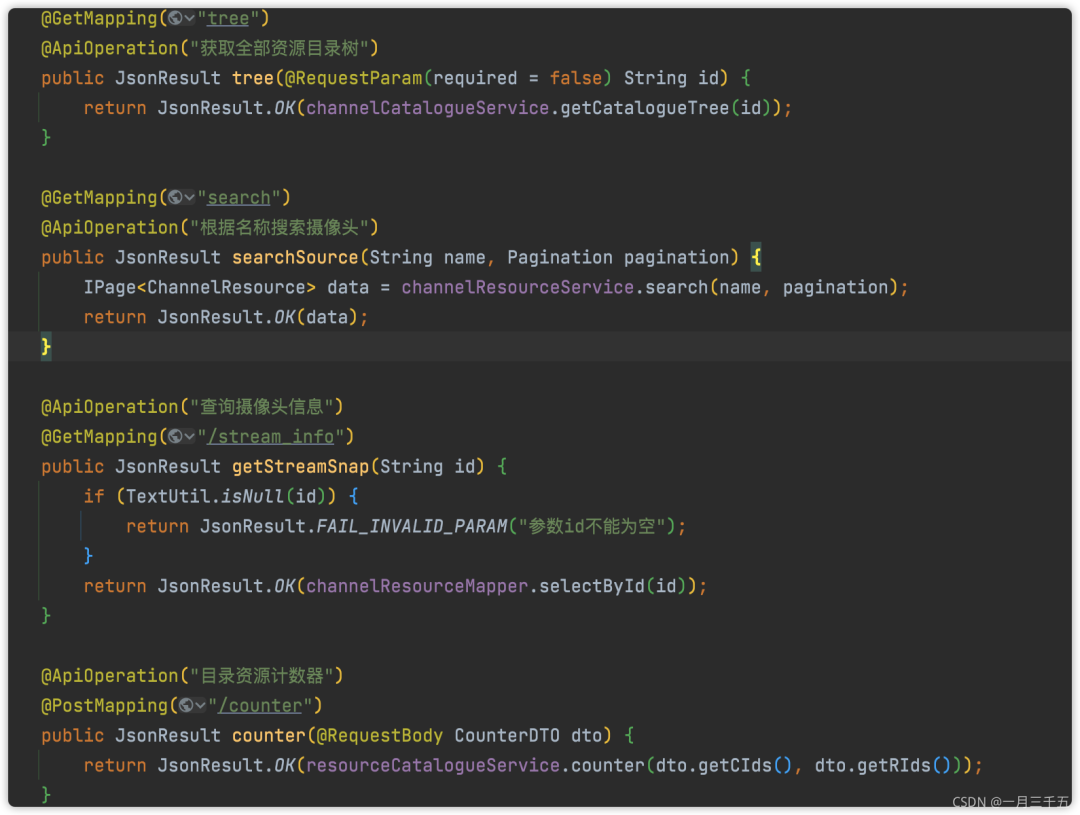 @GetMapping("tree")
@ApiOperation("获取全部资源目录树")
public JsonResult tree(@RequestParam(required = false) String id) {
    return JsonResult.OK(channelCatalogueService.getCatalogueTree(id));
}
@GetMapping("search")
@ApiOperation("根据名称搜索摄像头")
public JsonResult searchSource(String name, Pagination pagination) {
    IPage<ChannelResource> data = channelResourceService.search(name, pagination);
    return JsonResult.OK(data);
}
@ApiOperation("查询摄像头信息")
@GetMapping("/stream_info")
public JsonResult getStreamSnap(String id) {
    if (TextUtil.isNull(id)) {
        return JsonResult.FAIL_INVALID_PARAM("参数id不能为空");
    }
    return JsonResult.OK(channelResourceMapper.selectById(id));
}
@ApiOperation("目录资源计数器")
@PostMapping("/counter")
public JsonResult counter(@RequestBody CounterDTO dto) {
    return JsonResult.OK(resourceCatalogueService.counter(dto.getCIds(), dto.getRIds()));
}
CSDN @一月三千五